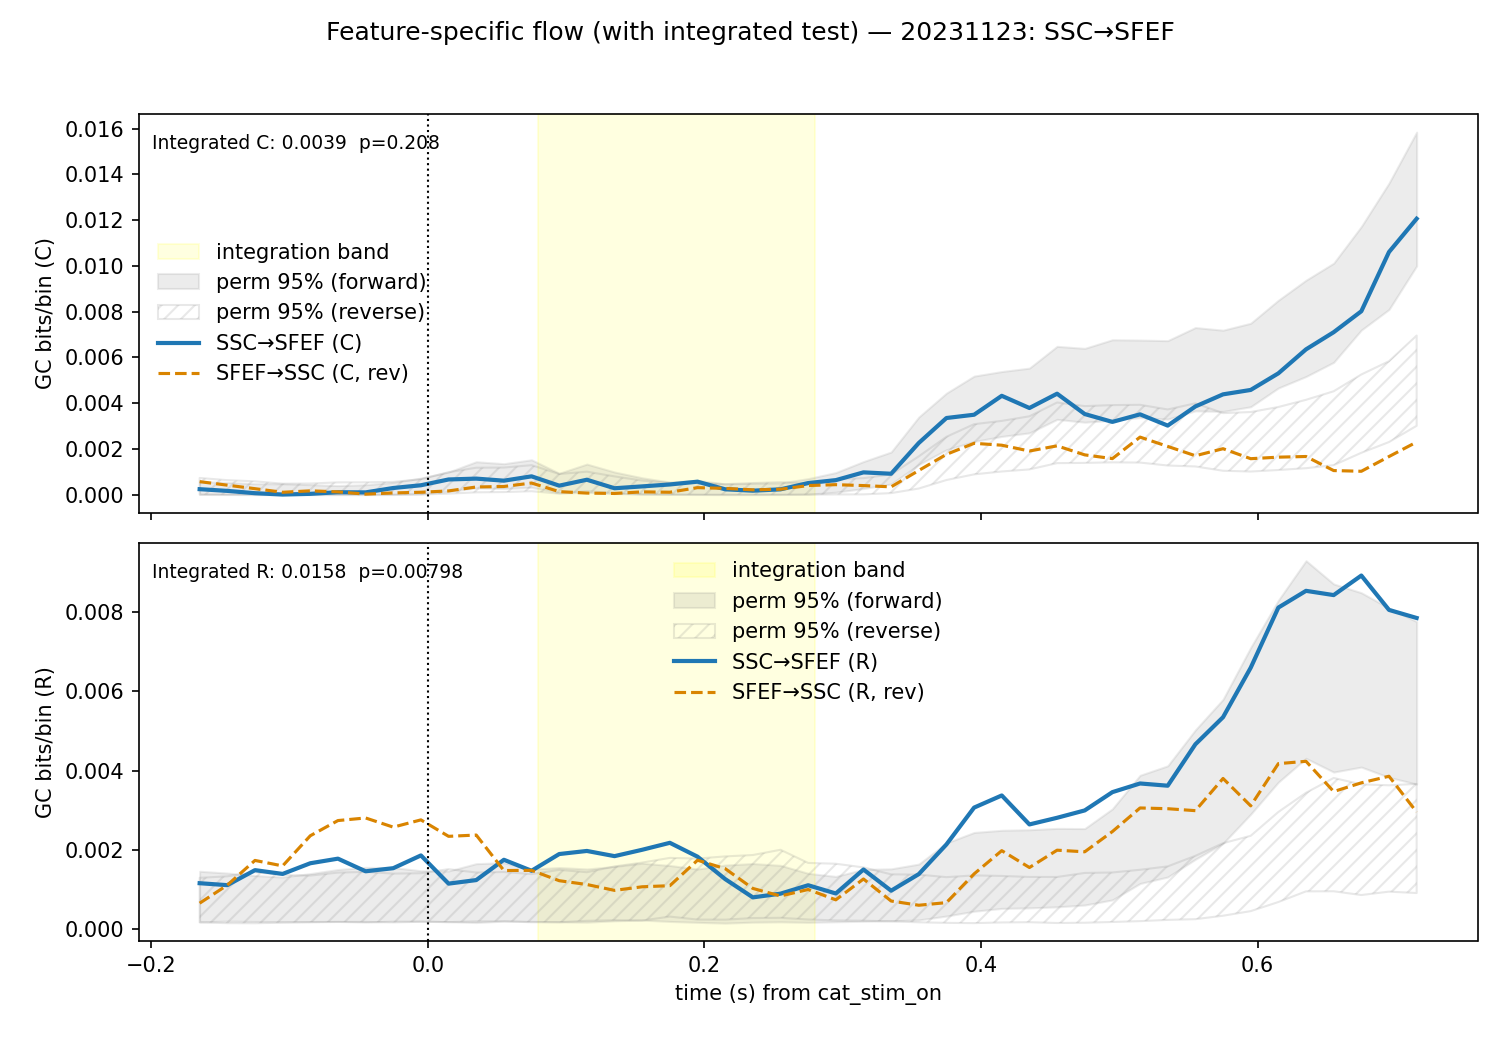 Feature-specific flow (with integrated test) — 20231123: SSC→SFEF
Integrated C: 0.0039  p=0.208
GC bits/bin (C)
0.016
0.014
0.012
0.010
0.008
0.006
0.004
0.002
0.000
integration band
perm 95% (forward)
perm 95% (reverse)
SSC→SFEF (C)
SFEF→SSC (C, rev)
Integrated R: 0.0158  p=0.00798
GC bits/bin (R)
0.008
0.006
0.004
0.002
0.000
integration band
perm 95% (forward)
perm 95% (reverse)
SSC→SFEF (R)
SFEF→SSC (R, rev)
−0.2 0.0 0.2 0.4 0.6
time (s) from cat_stim_on